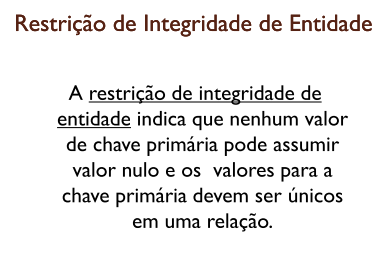 Restrição de Integridade de Entidade
A restrição de integridade de
entidade indica que nenhum valor
de chave primária pode assumir
valor nulo e os valores para a
chave primária devem ser únicos
em uma relação.